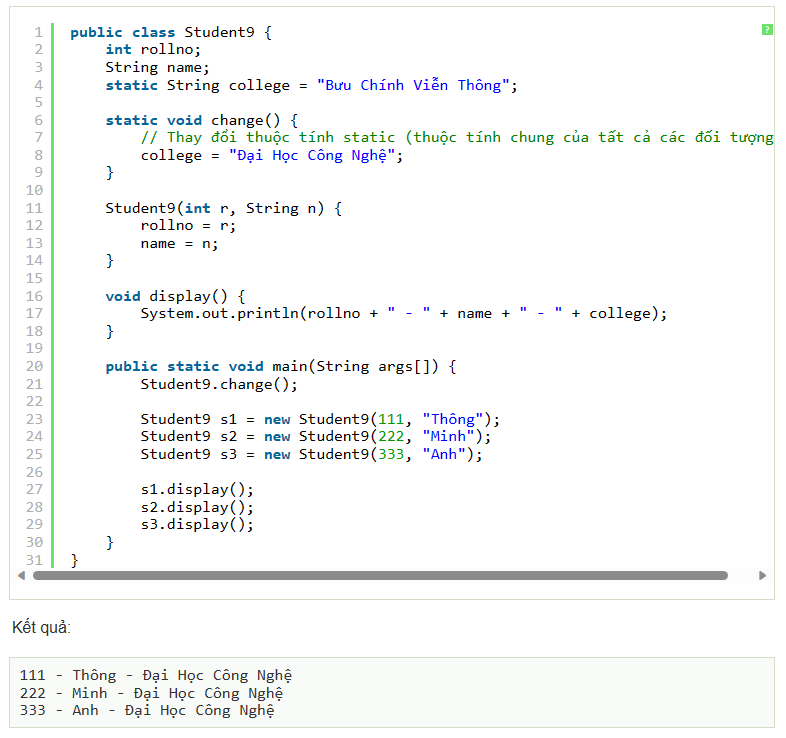 ?
1 public class Student9 {
2     int rollno;
3     String name;
4     static String college = "Bưu Chính Viễn Thông";
5
6     static void change() {
7         // Thay đổi thuộc tính static (thuộc tính chung của tất cả các đối tượng
8         college = "Đại Học Công Nghệ";
9     }
10
11     Student9(int r, String n) {
12         rollno = r;
13         name = n;
14     }
15
16     void display() {
17         System.out.println(rollno + " - " + name + " - " + college);
18     }
19
20     public static void main(String args[]) {
21         Student9.change();
22
23         Student9 s1 = new Student9(111, "Thông");
24         Student9 s2 = new Student9(222, "Minh");
25         Student9 s3 = new Student9(333, "Anh");
26
27         s1.display();
28         s2.display();
29         s3.display();
30     }
31 }
Kết quả:
111 - Thông - Đại Học Công Nghệ
222 - Minh - Đại Học Công Nghệ
333 - Anh - Đại Học Công Nghệ